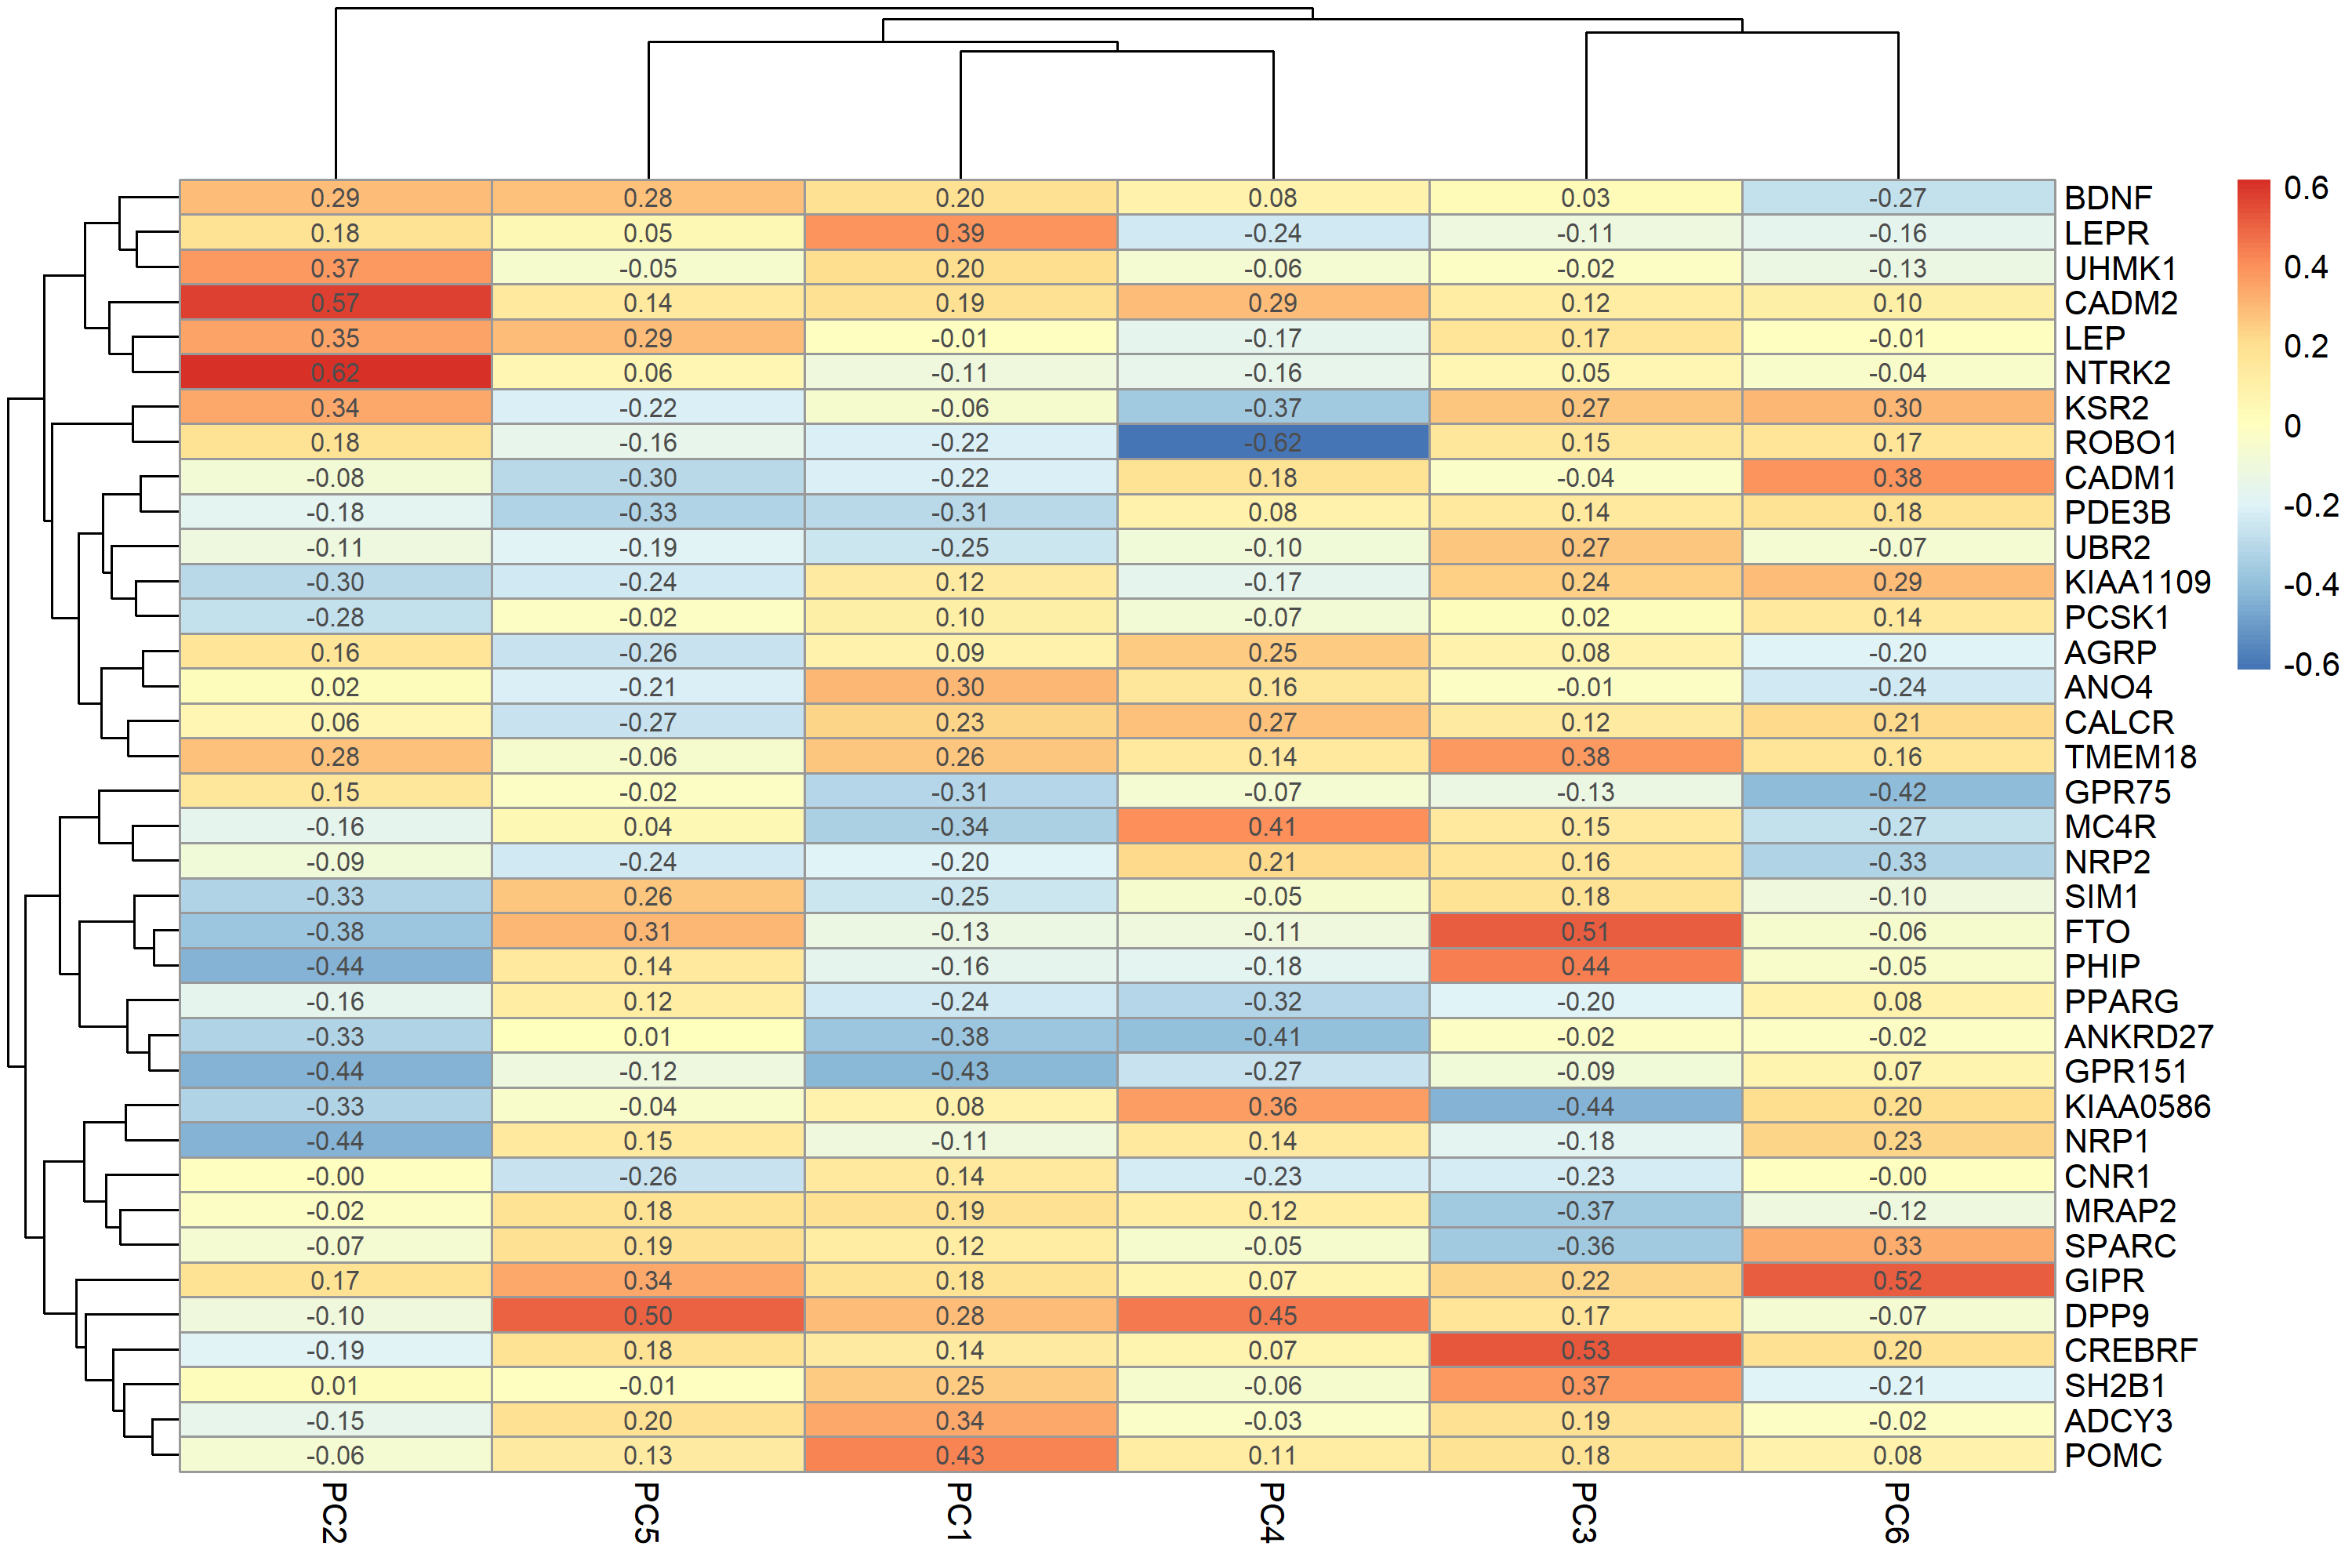 0.29 0.28 0.20 0.08 0.03 -0.27 BDNF
0.18 0.05 0.39 -0.24 -0.11 -0.16 LEPR
0.37 -0.05 0.20 -0.06 -0.02 -0.13 UHMK1
0.57 0.14 0.19 0.29 0.12 0.10 CADM2
0.35 0.29 -0.01 -0.17 0.17 -0.01 LEP
0.62 0.06 -0.11 -0.16 0.05 -0.04 NTRK2
0.34 -0.22 -0.06 -0.37 0.27 0.30 KSR2
0.18 -0.16 -0.22 -0.62 0.15 0.17 ROBO1
-0.08 -0.30 -0.22 0.18 -0.04 0.38 CADM1
-0.18 -0.33 -0.31 0.08 0.14 0.18 PDE3B
-0.11 -0.19 -0.25 -0.10 0.27 -0.07 UBR2
-0.30 -0.24 0.12 -0.17 0.24 0.29 KIAA1109
-0.28 -0.02 0.10 -0.07 0.02 0.14 PCSK1
0.16 -0.26 0.09 0.25 0.08 -0.20 AGRP
0.02 -0.21 0.30 0.16 -0.01 -0.24 ANO4
0.06 -0.27 0.23 0.27 0.12 0.21 CALCR
0.28 -0.06 0.26 0.14 0.38 0.16 TMEM18
0.15 -0.02 -0.31 -0.07 -0.13 -0.42 GPR75
-0.16 0.04 -0.34 0.41 0.15 -0.27 MC4R
-0.09 -0.24 -0.20 0.21 0.16 -0.33 NRP2
-0.33 0.26 -0.25 -0.05 0.18 -0.10 SIM1
-0.38 0.31 -0.13 -0.11 0.51 -0.06 FTO
-0.44 0.14 -0.16 -0.18 0.44 -0.05 PHIP
-0.16 0.12 -0.24 -0.32 -0.20 0.08 PPARG
-0.33 0.01 -0.38 -0.41 -0.02 -0.02 ANKRD27
-0.44 -0.12 -0.43 -0.27 -0.09 0.07 GPR151
-0.33 -0.04 0.08 0.36 -0.44 0.20 KIAA0586
-0.44 0.15 -0.11 0.14 -0.18 0.23 NRP1
-0.00 -0.26 0.14 -0.23 -0.23 -0.00 CNR1
-0.02 0.18 0.19 0.12 -0.37 -0.12 MRAP2
-0.07 0.19 0.12 -0.05 -0.36 0.33 SPARC
0.17 0.34 0.18 0.07 0.22 0.52 GIPR
-0.10 0.50 0.28 0.45 0.17 -0.07 DPP9
-0.19 0.18 0.14 0.07 0.53 0.20 CREBRF
0.01 -0.01 0.25 -0.06 0.37 -0.21 SH2B1
-0.15 0.20 0.34 -0.03 0.19 -0.02 ADCY3
-0.06 0.13 0.43 0.11 0.18 0.08 POMC
PC2 PC5 PC1 PC4 PC3 PC6
0.6
0.4
0.2
0
-0.2
-0.4
-0.6